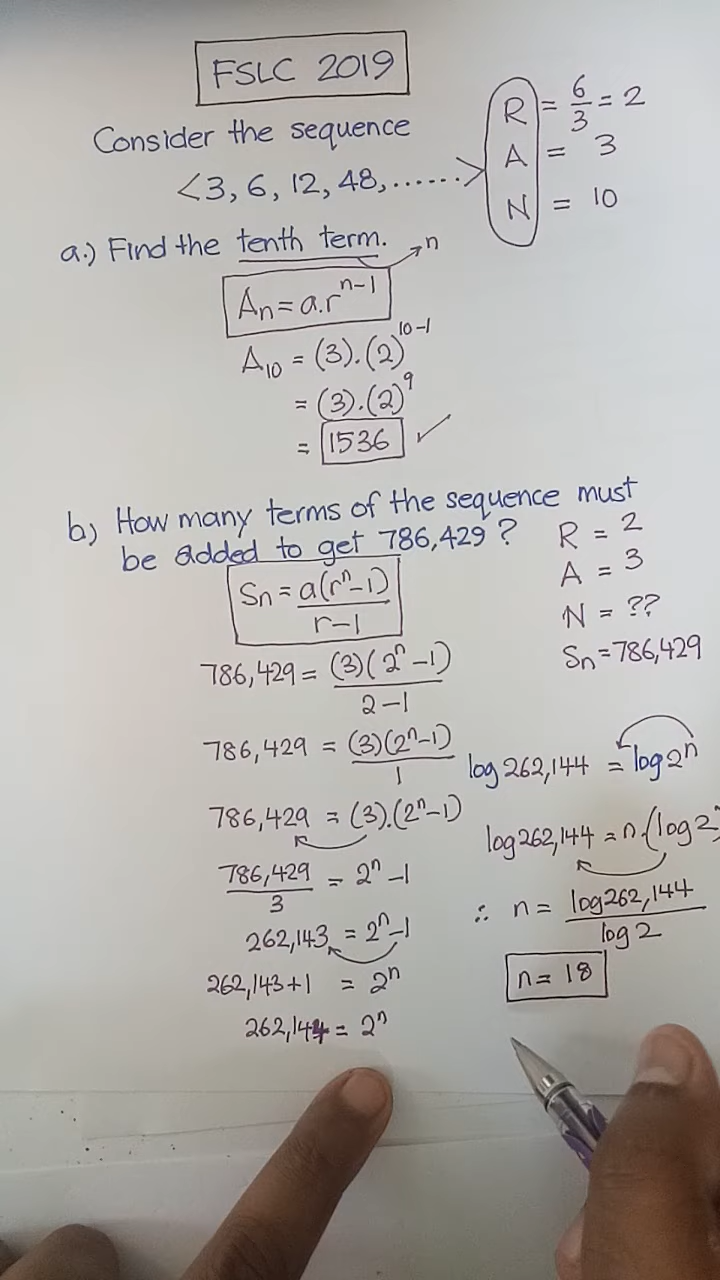 FSLC 2019
Consider the sequence
<3, 6, 12, 48, ...... >
R = 6/3 = 2
A = 3
N = 10
a.) Find the tenth term. → n
An = a.r^(n-1)
A10 = (3).(2)^(10-1)
= (3).(2)^9
= 1536 ✓
b) How many terms of the sequence must
be added to get 786,429?
R = 2
A = 3
N = ??
Sn = 786,429
Sn = a(r^n - 1) / r - 1
786,429 = (3)(2^n - 1) / 2 - 1
786,429 = (3)(2^n - 1) / 1
786,429 = (3).(2^n - 1)
786,429 / 3 = 2^n - 1
262,143 = 2^n - 1
262,143 + 1 = 2^n
262,144 = 2^n
log 262,144 = log 2^n
log 262,144 = n.(log 2)
∴ n = log 262,144 / log 2
n = 18